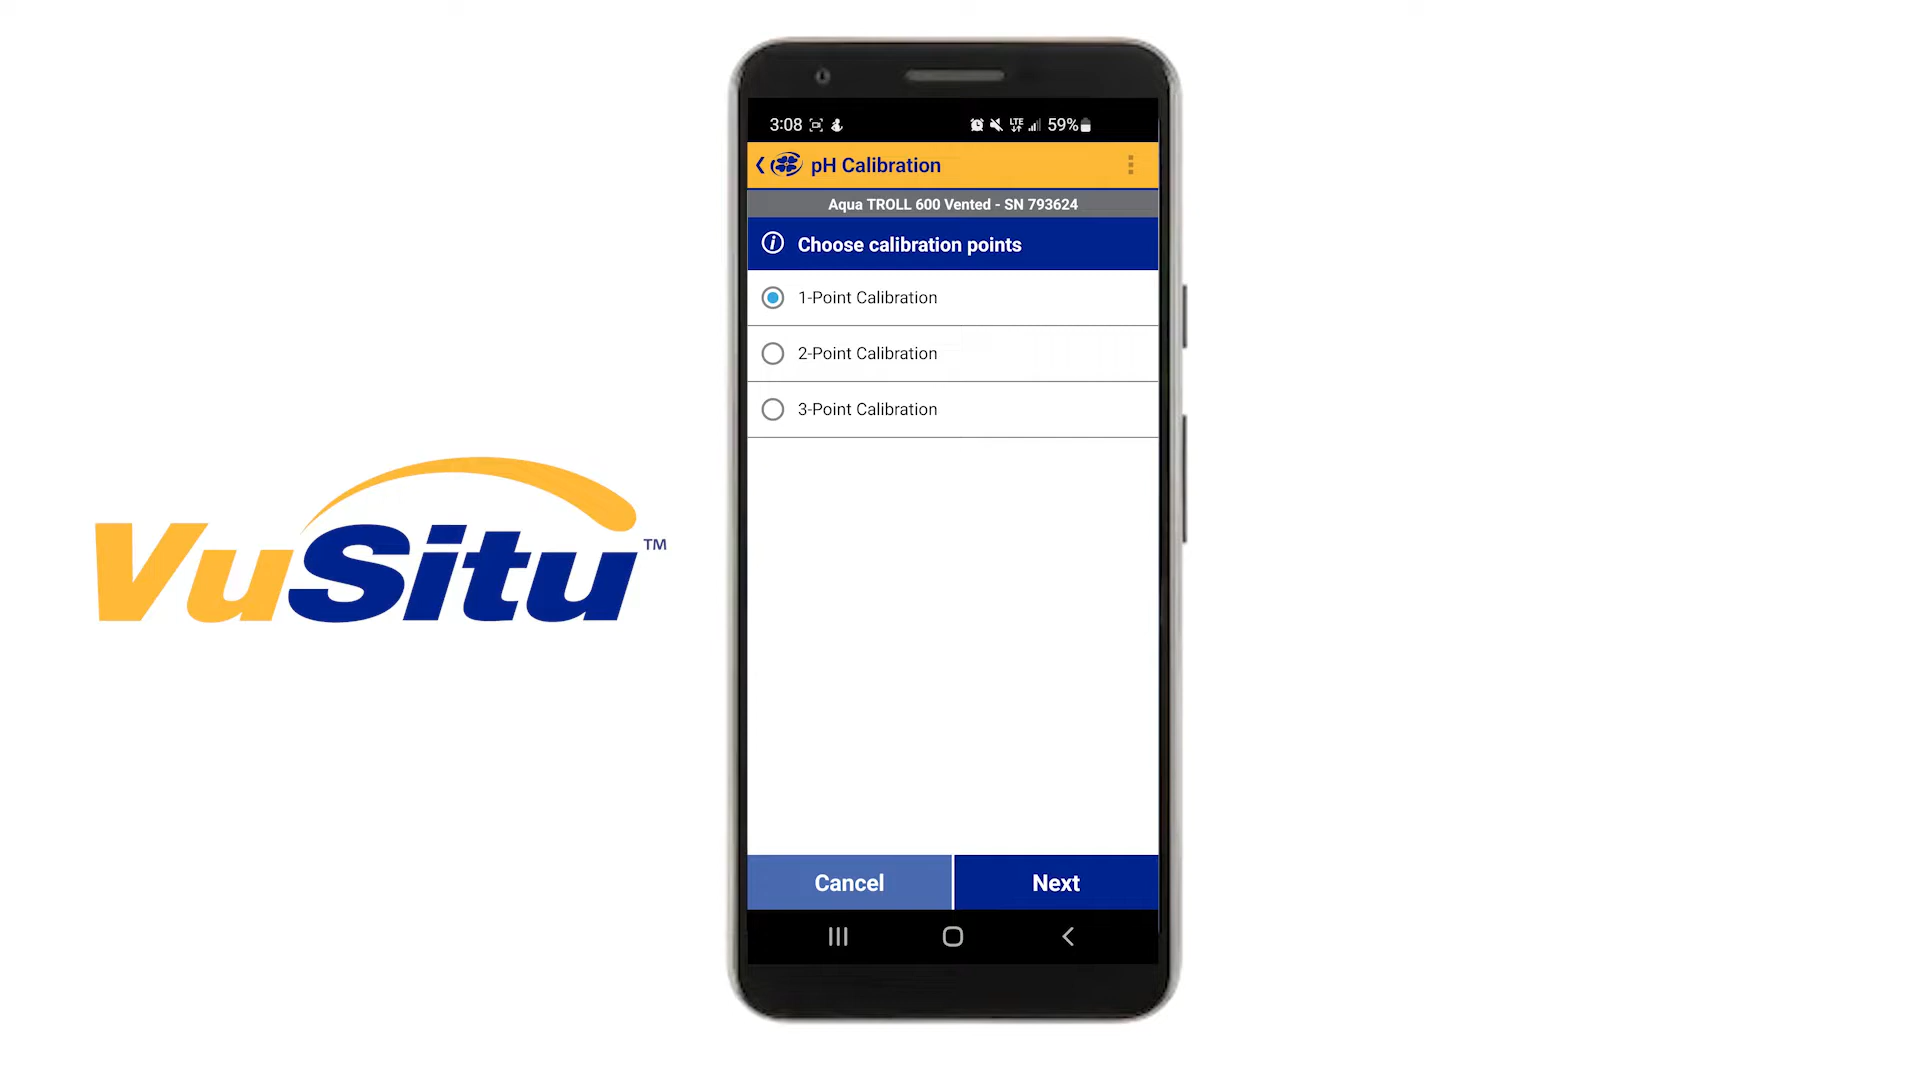 3:08
LTE
59%
pH Calibration
Aqua TROLL 600 Vented - SN 793624
Choose calibration points
1-Point Calibration
2-Point Calibration
3-Point Calibration
VuSitu™
Cancel
Next